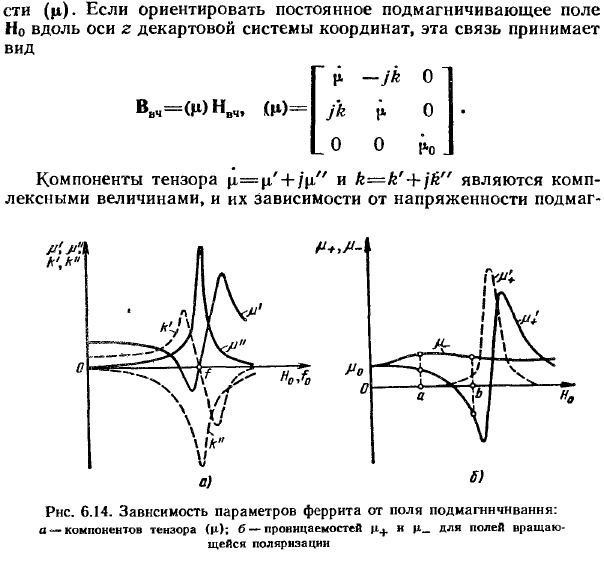 сти (μ). Если ориентировать постоянное подмагничивающее поле
H₀ вдоль оси z декартовой системы координат, эта связь принимает
вид
B_вч=(μ) H_вч, (μ)= [ μ̇ −jk̇ 0
jk̇ μ̇ 0
0 0 μ̇₀ ] .
Компоненты тензора μ̇=μ′+jμ″ и k̇=k′+jk″ являются комп-
лексными величинами, и их зависимости от напряженности подмаг-
μ′, μ″
k′, k″
k′
μ′
μ″
0
f
H₀, f₀
k″
а)
μ₊, μ₋
μ′₊
μ₋
μ′₊
μ₀
0
a
b
H₀
б)
Рис. 6.14. Зависимость параметров феррита от поля подмагничивания:
а — компонентов тензора (μ); б — проницаемостей μ₊ и μ₋ для полей вращаю-
щейся поляризации